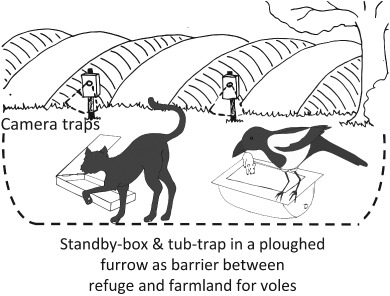 Camera traps
Standby-box & tub-trap in a ploughed
furrow as barrier between
refuge and farmland for voles